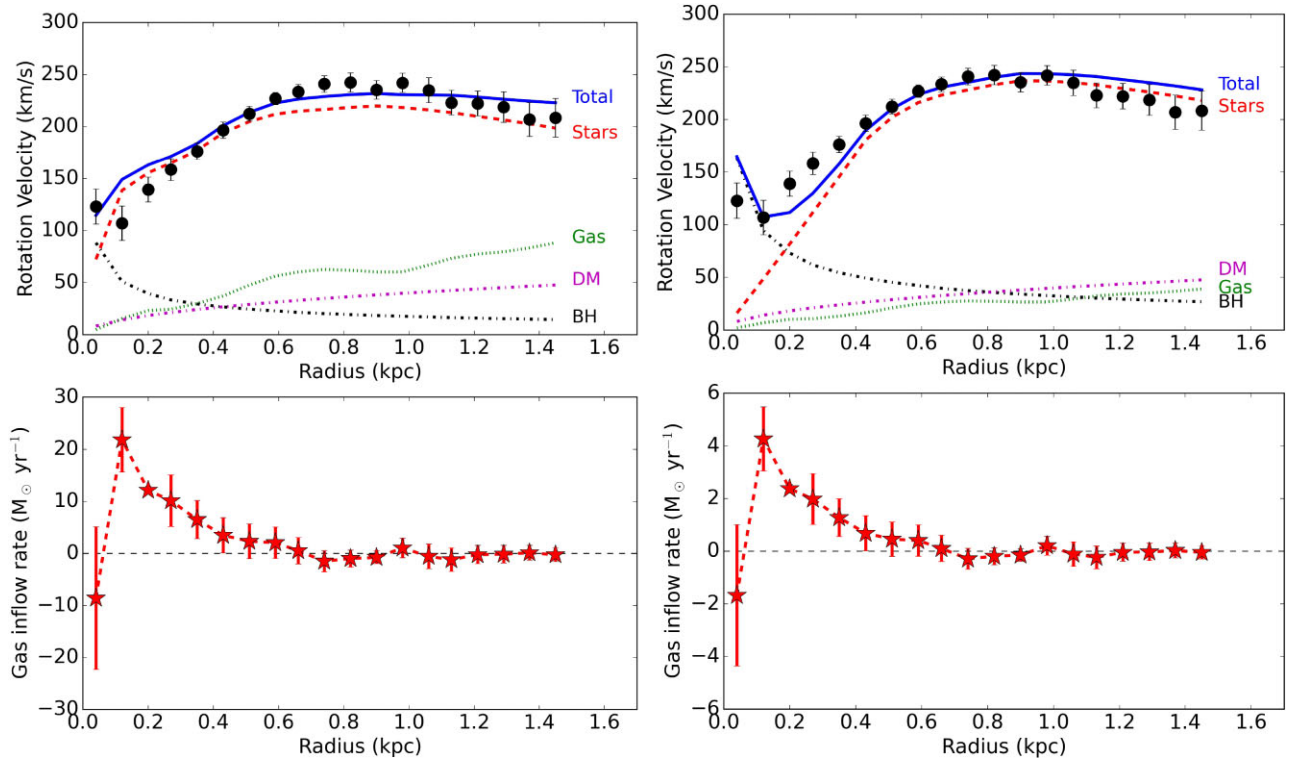 300
250
200
150
100
50
0
0.0 0.2 0.4 0.6 0.8 1.0 1.2 1.4 1.6
Rotation Velocity (km/s)
Radius (kpc)
Total
Stars
Gas
DM
BH
300
250
200
150
100
50
0
0.0 0.2 0.4 0.6 0.8 1.0 1.2 1.4 1.6
Rotation Velocity (km/s)
Radius (kpc)
Total
Stars
DM
Gas
BH
30
20
10
0
−10
−20
−30
0.0 0.2 0.4 0.6 0.8 1.0 1.2 1.4 1.6
Gas inflow rate (M⊙ yr⁻¹)
Radius (kpc)
6
4
2
0
−2
−4
−6
0.0 0.2 0.4 0.6 0.8 1.0 1.2 1.4 1.6
Gas inflow rate (M⊙ yr⁻¹)
Radius (kpc)